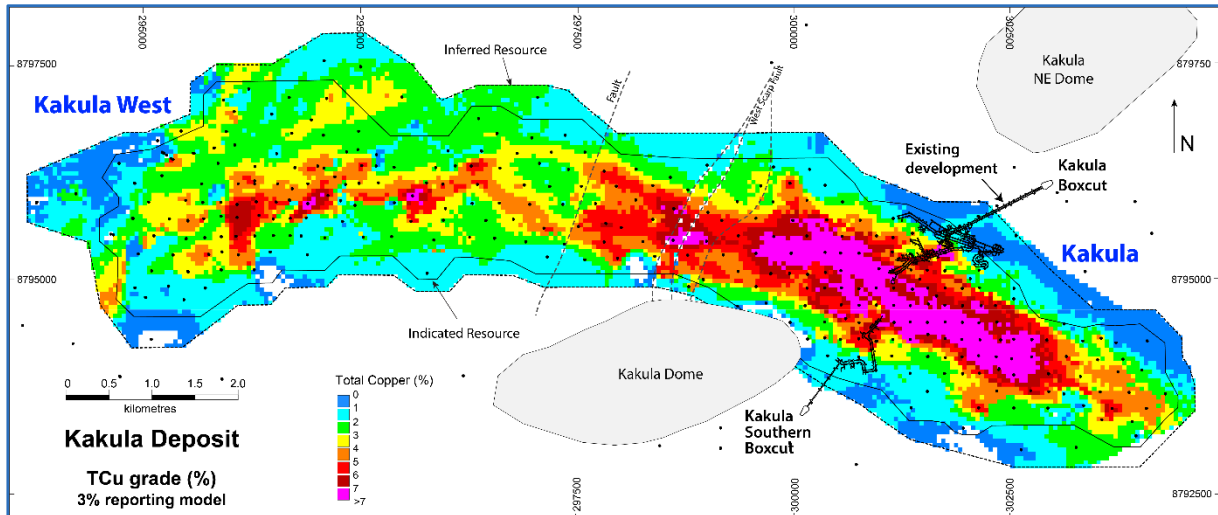 295000
295000
297500
300000
302500
8797500
879750
Inferred Resource
Kakula
NE Dome
Kakula West
Fault
West Scarp Fault
N
Existing
development
Kakula
Boxcut
Kakula
8795000
8795000
Indicated Resource
Kakula Dome
0 0.5 1.0 1.5 2.0
kilometres
Kakula Deposit
TCu grade (%)
3% reporting model
Total Copper (%)
0
1
2
3
4
5
6
7
>7
Kakula
Southern
Boxcut
297500
300000
302500
8792500